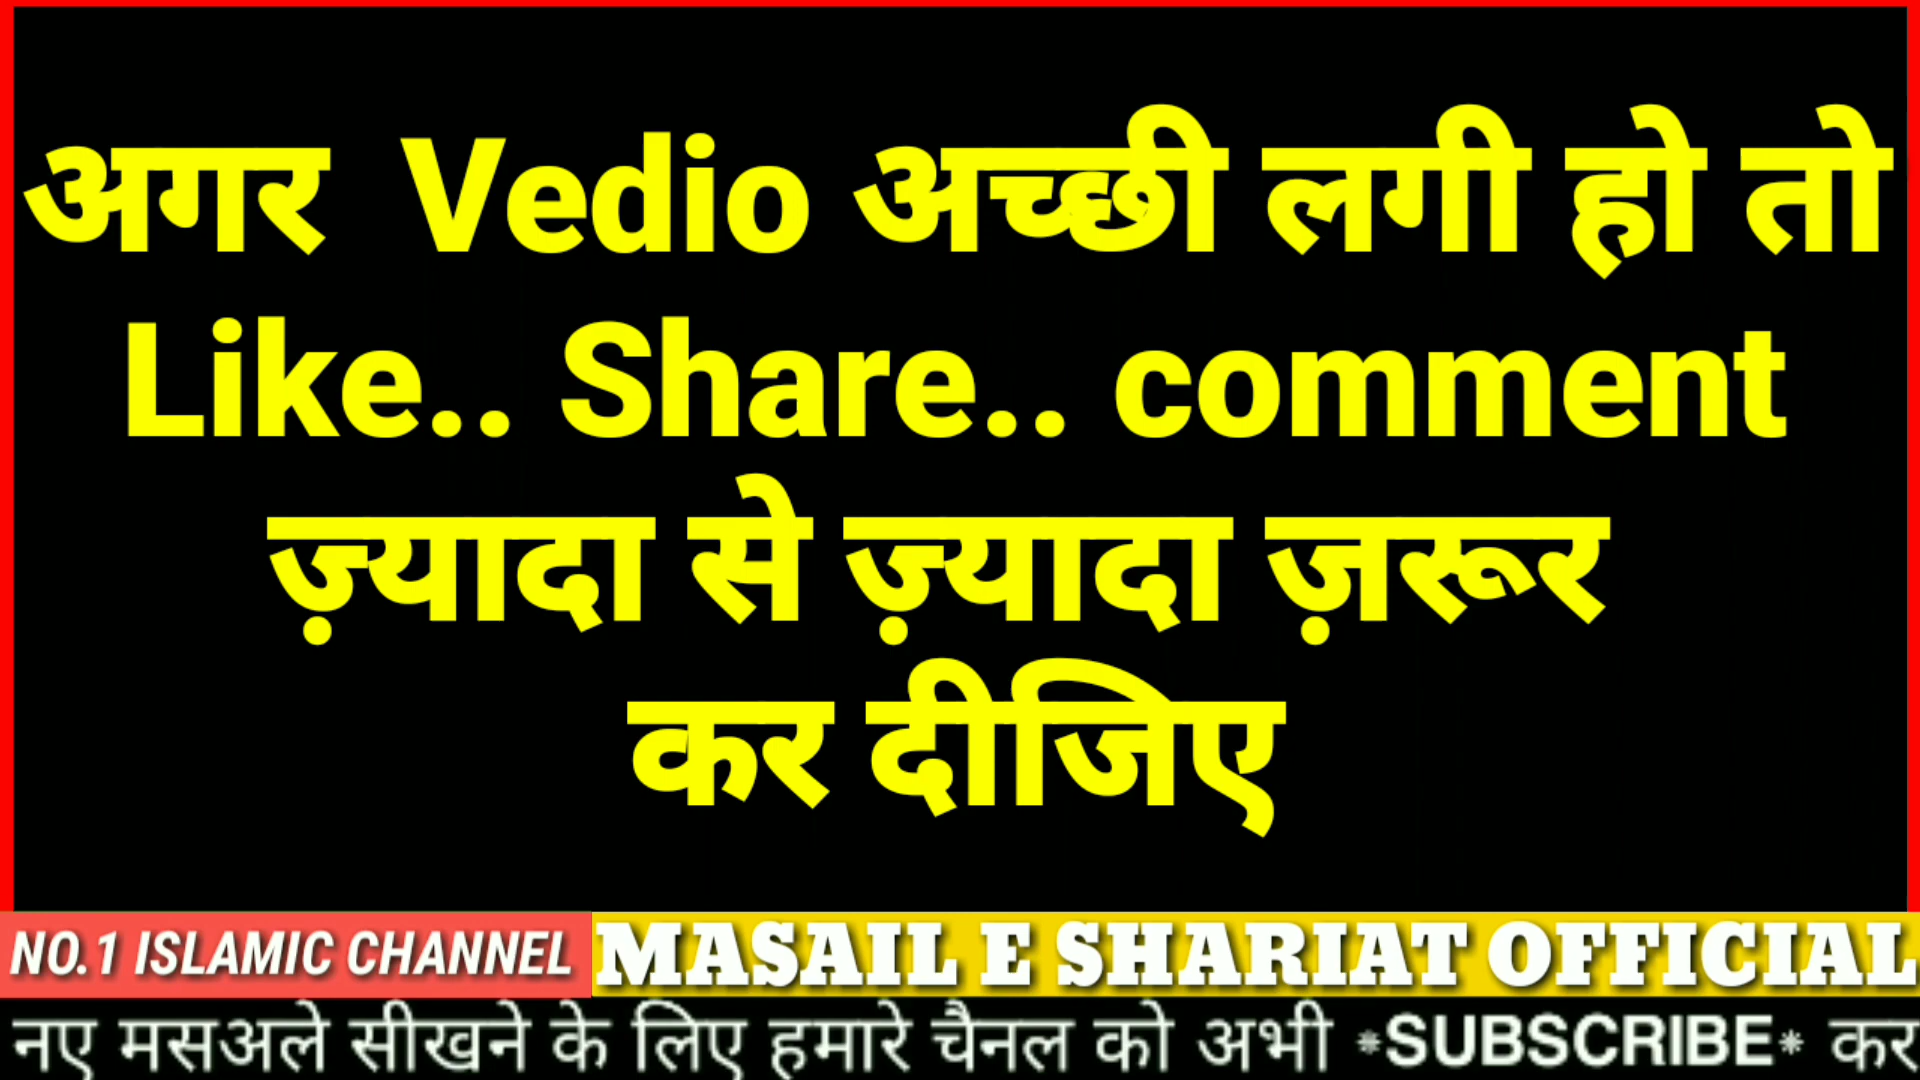 अगर Vedio अच्छी लगी हो तो
Like.. Share.. comment
ज़्यादा से ज़्यादा ज़रूर
कर दीजिए
NO.1 ISLAMIC CHANNEL MASAIL E SHARIAT OFFICIAL
नए मसअले सीखने के लिए हमारे चैनल को अभी *SUBSCRIBE* कर